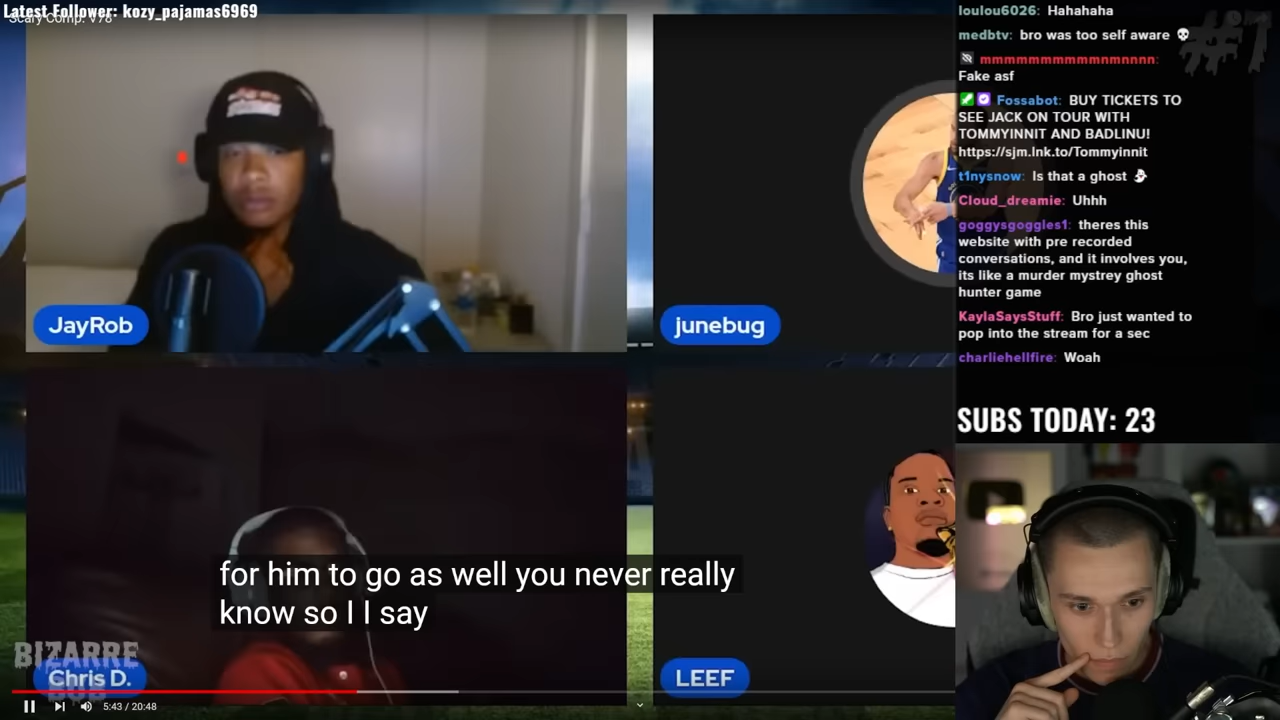 Latest Follower: kozy_pajamas6969
Scary Comp. V78
JayRob
junebug
for him to go as well you never really
know so I I say
BIZARRE
BUB
Chris D.
LEEF
5:43 / 20:48
#1
loulou6026: Hahahaha
medbtv: bro was too self aware 💀
mmmmmmmmmmnmnnnn:
Fake asf
Fossabot: BUY TICKETS TO
SEE JACK ON TOUR WITH
TOMMYINNIT AND BADLINU!
https://sjm.lnk.to/Tommyinnit
t1nysnow: Is that a ghost 👻
Cloud_dreamie: Uhhh
goggysgoggles1: theres this
website with pre recorded
conversations, and it involves you,
its like a murder mystrey ghost
hunter game
KaylaSaysStuff: Bro just wanted to
pop into the stream for a sec
charliehellfire: Woah
SUBS TODAY: 23